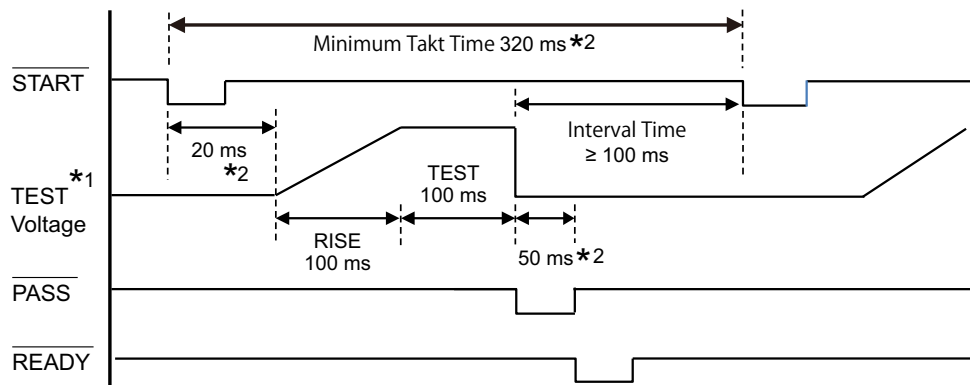 Minimum Takt Time 320 ms *2
START
20 ms
*2
Interval Time
≥ 100 ms
TEST *1
Voltage
TEST
100 ms
RISE
100 ms
50 ms *2
PASS
READY